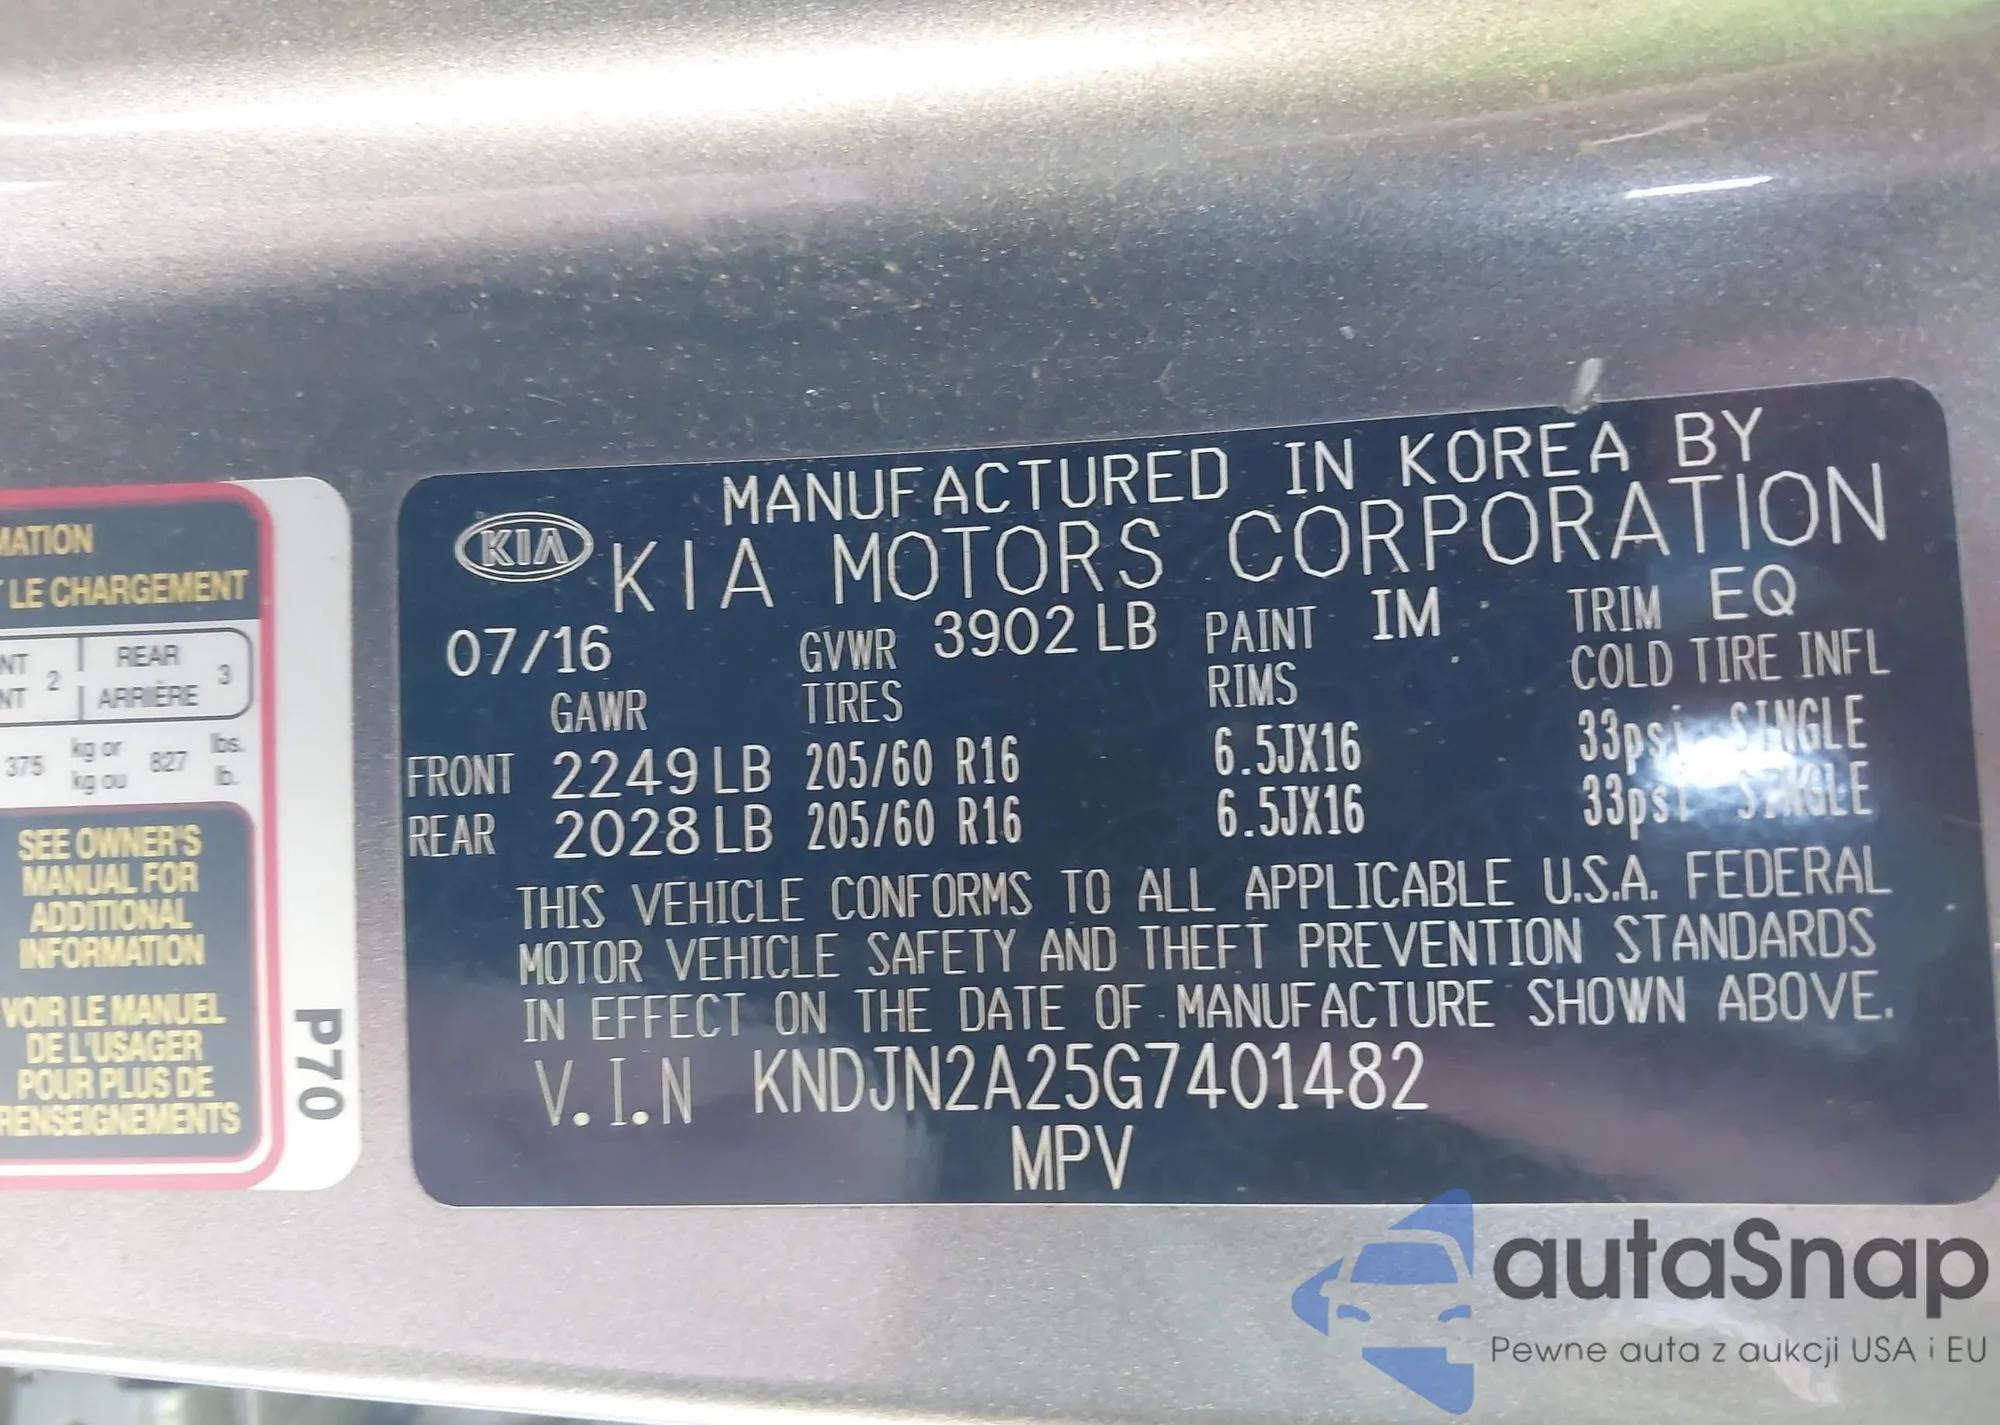 MATION
LE CHARGEMENT
NT 2 REAR 3
NT ARRIÈRE
375 kg or 827 lbs.
kg ou lb.
SEE OWNER'S
MANUAL FOR
ADDITIONAL
INFORMATION
VOIR LE MANUEL
DE L'USAGER
POUR PLUS DE
RENSEIGNEMENTS
P70
MANUFACTURED IN KOREA BY
KIA KIA MOTORS CORPORATION
07/16 GVWR 3902 LB PAINT IM TRIM EQ
GAWR TIRES RIMS COLD TIRE INFL
FRONT 2249 LB 205/60 R16 6.5JX16 33psi SINGLE
REAR 2028 LB 205/60 R16 6.5JX16 33psi SINGLE
THIS VEHICLE CONFORMS TO ALL APPLICABLE U.S.A. FEDERAL
MOTOR VEHICLE SAFETY AND THEFT PREVENTION STANDARDS
IN EFFECT ON THE DATE OF MANUFACTURE SHOWN ABOVE.
V.I.N KNDJN2A25G7401482
MPV
autaSnap
Pewne auta z aukcji USA i EU